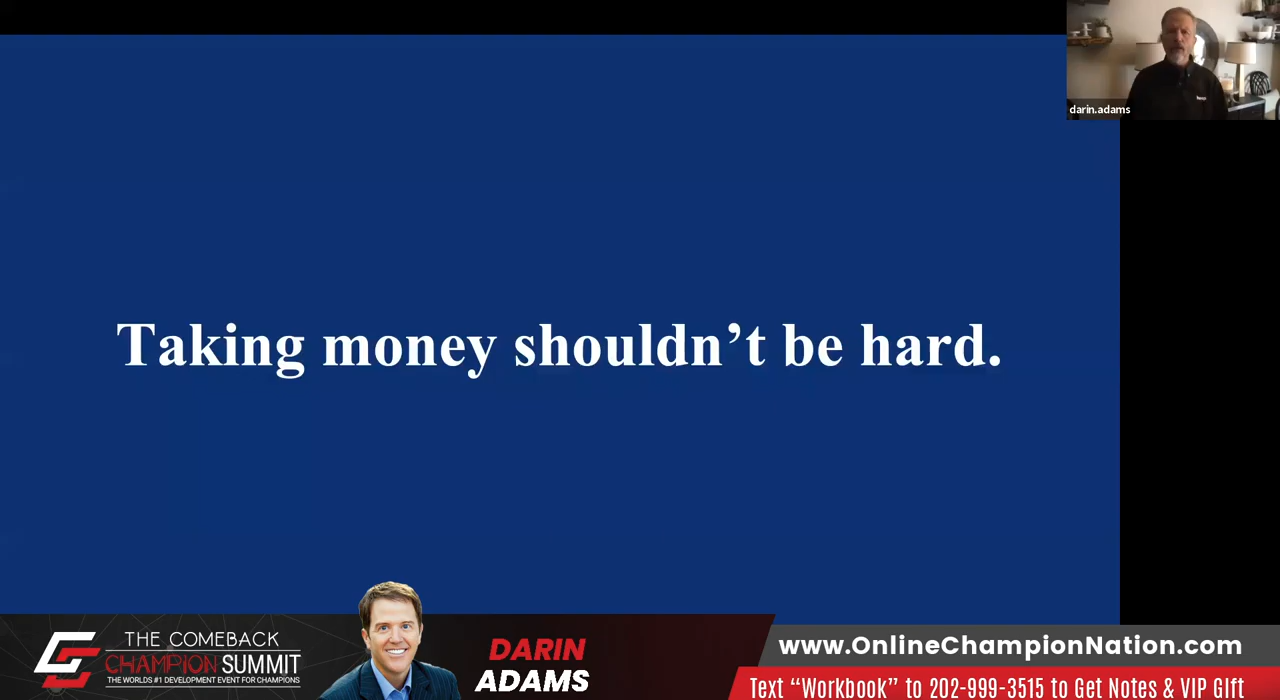 darin.adams
Taking money shouldn’t be hard.
THE COMEBACK
CHAMPION SUMMIT
THE WORLDS #1 DEVELOPMENT EVENT FOR CHAMPIONS
DARIN
ADAMS
www.OnlineChampionNation.com
Text “Workbook” to 202-999-3515 to Get Notes & VIP GIft